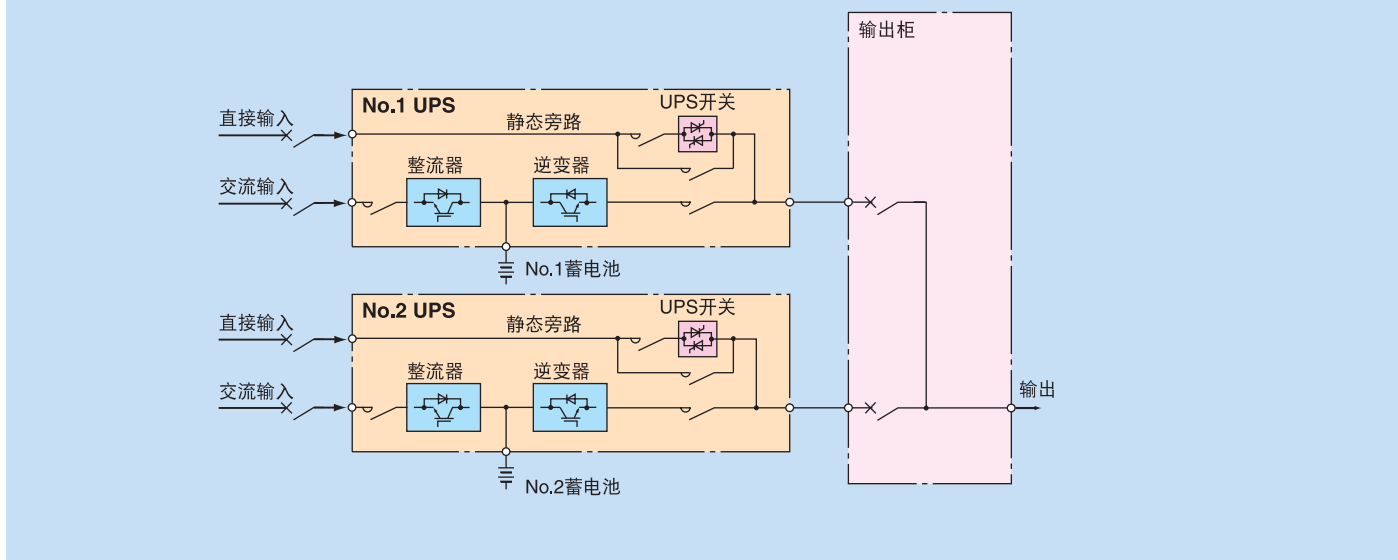 输出柜
No.1 UPS
UPS开关
直接输入
静态旁路
整流器
逆变器
交流输入
No.1蓄电池
No.2 UPS
UPS开关
直接输入
静态旁路
整流器
逆变器
交流输入
输出
No.2蓄电池